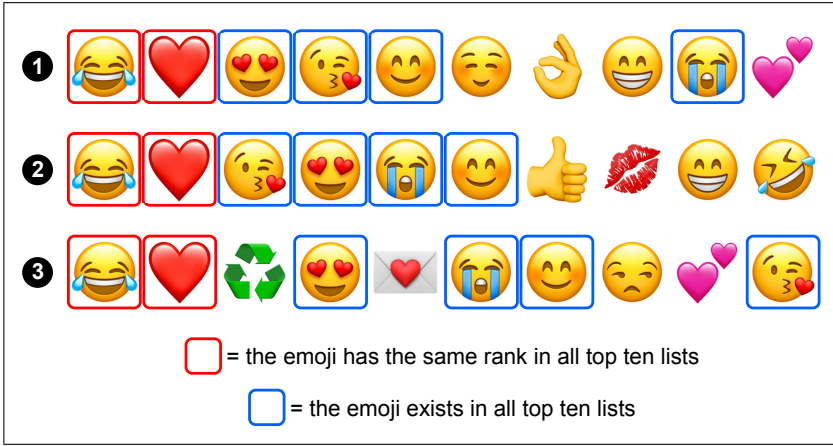 1
2
3
= the emoji has the same rank in all top ten lists
= the emoji exists in all top ten lists